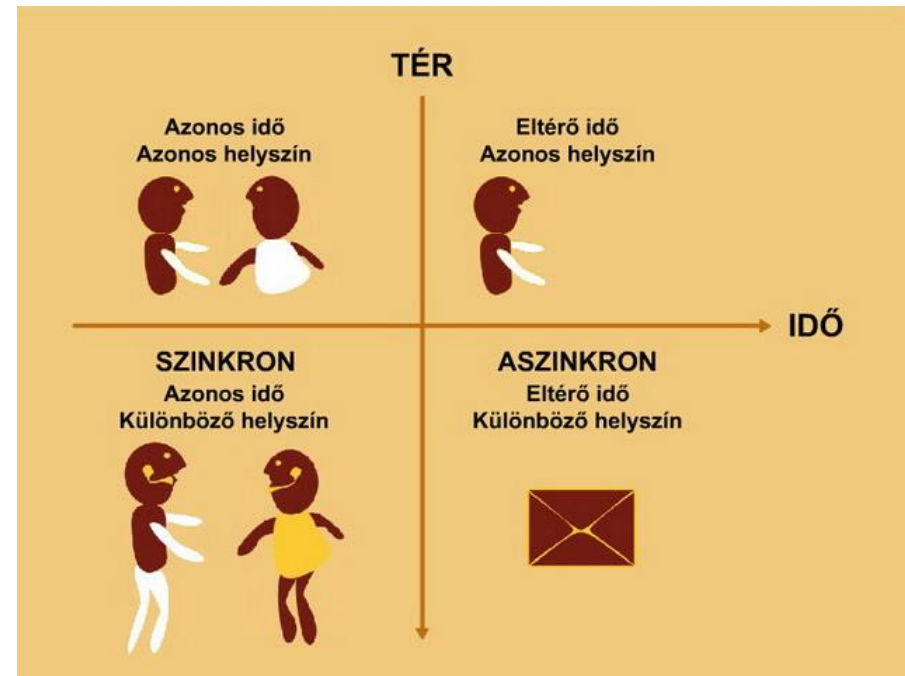 TÉR
Azonos idő
Azonos helyszín
Eltérő idő
Azonos helyszín
IDŐ
SZINKRON
Azonos idő
Különböző helyszín
ASZINKRON
Eltérő idő
Különböző helyszín